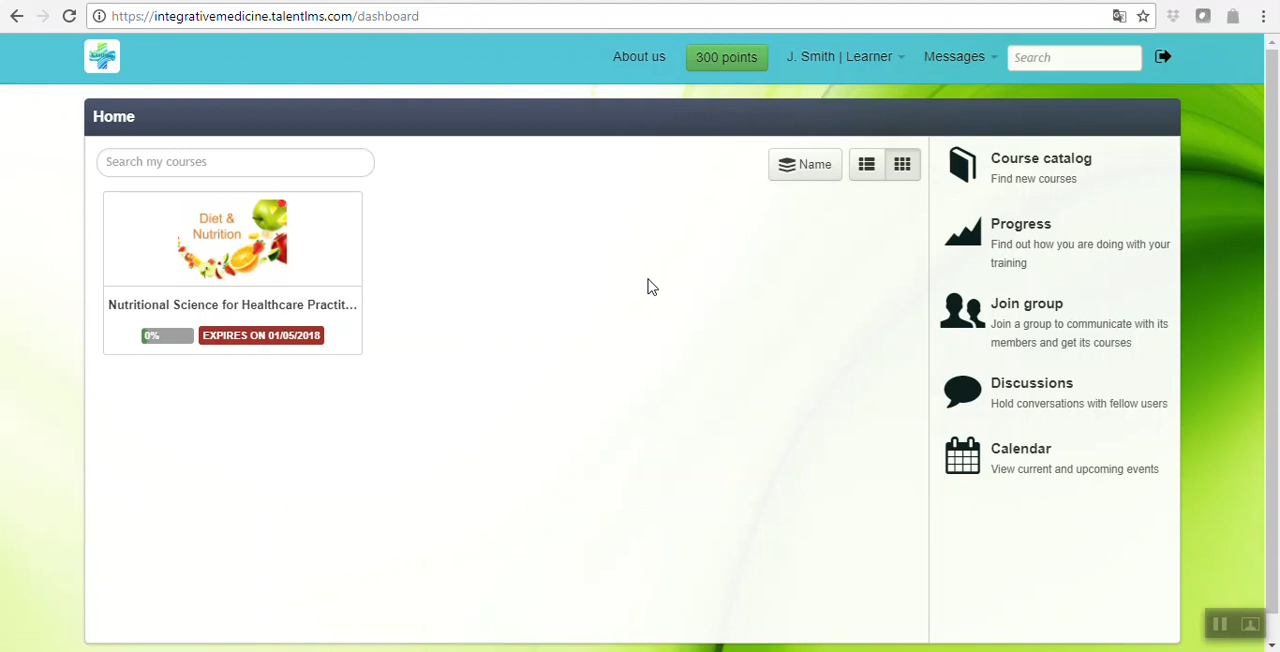 https://integrativemedicine.talentlms.com/dashboard
About us
300 points
J. Smith | Learner
Messages
Search
Home
Search my courses
Name
Diet &
Nutrition
Nutritional Science for Healthcare Practit...
0%
EXPIRES ON 01/05/2018
Course catalog
Find new courses
Progress
Find out how you are doing with your
training
Join group
Join a group to communicate with its
members and get its courses
Discussions
Hold conversations with fellow users
Calendar
View current and upcoming events